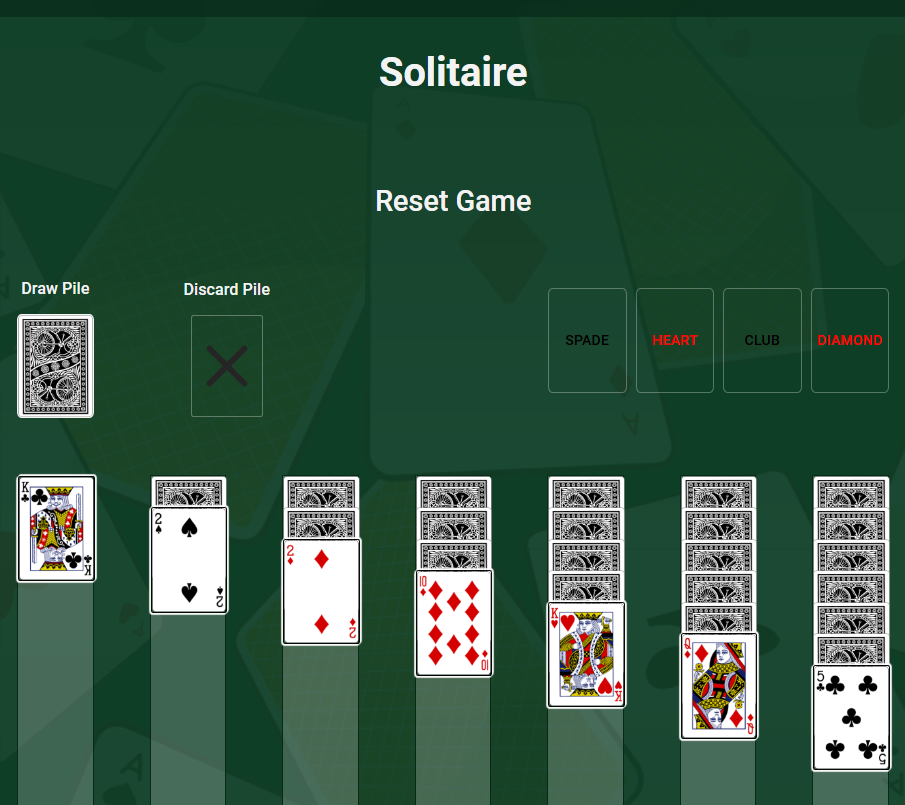 Solitaire
Reset Game
Draw Pile
Discard Pile
SPADE
HEART
CLUB
DIAMOND
K
K
2
2
2
2
10
10
K
K
Q
Q
5
5